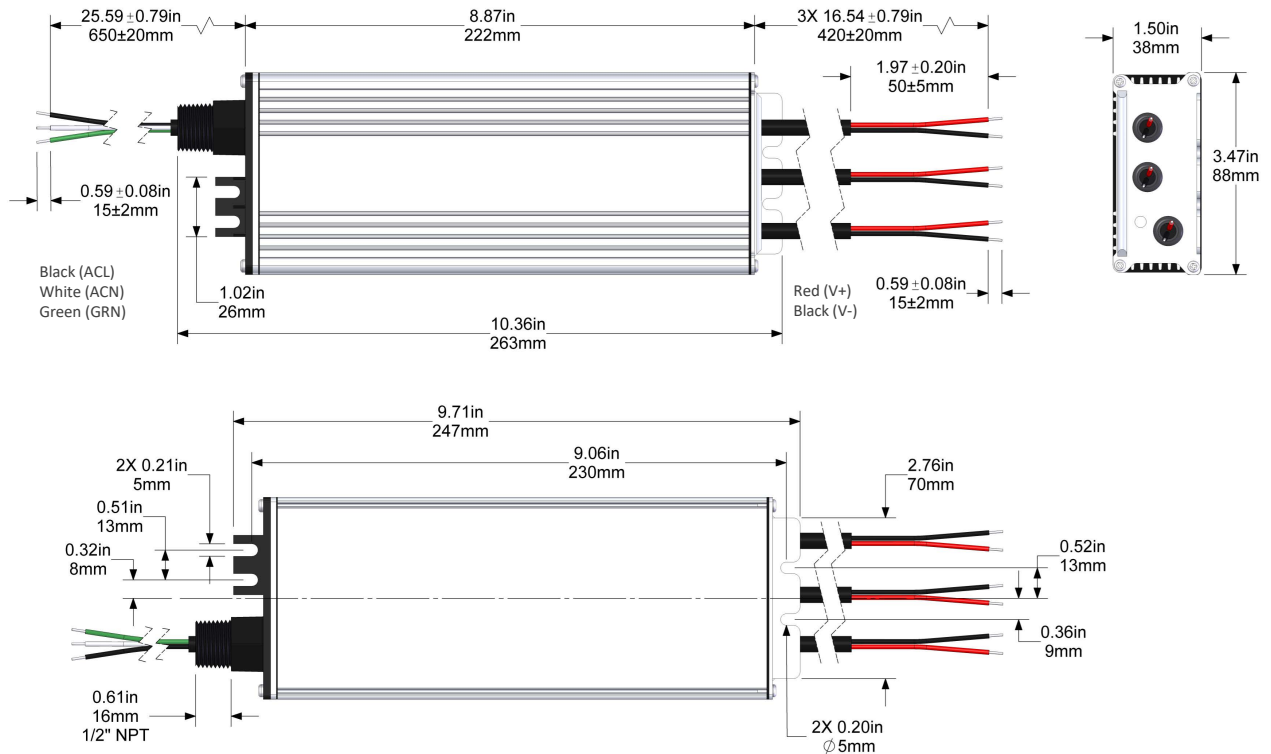 25.59 ±0.79in
650±20mm
8.87in
222mm
3X 16.54 ±0.79in
420±20mm
1.97 ±0.20in
50±5mm
1.50in
38mm
3.47in
88mm
0.59 ±0.08in
15±2mm
Black (ACL)
White (ACN)
Green (GRN)
1.02in
26mm
Red (V+)
Black (V-)
0.59 ±0.08in
15±2mm
10.36in
263mm
9.71in
247mm
9.06in
230mm
2X 0.21in
5mm
0.51in
13mm
0.32in
8mm
2.76in
70mm
0.52in
13mm
0.36in
9mm
0.61in
16mm
1/2" NPT
2X 0.20in
∅5mm